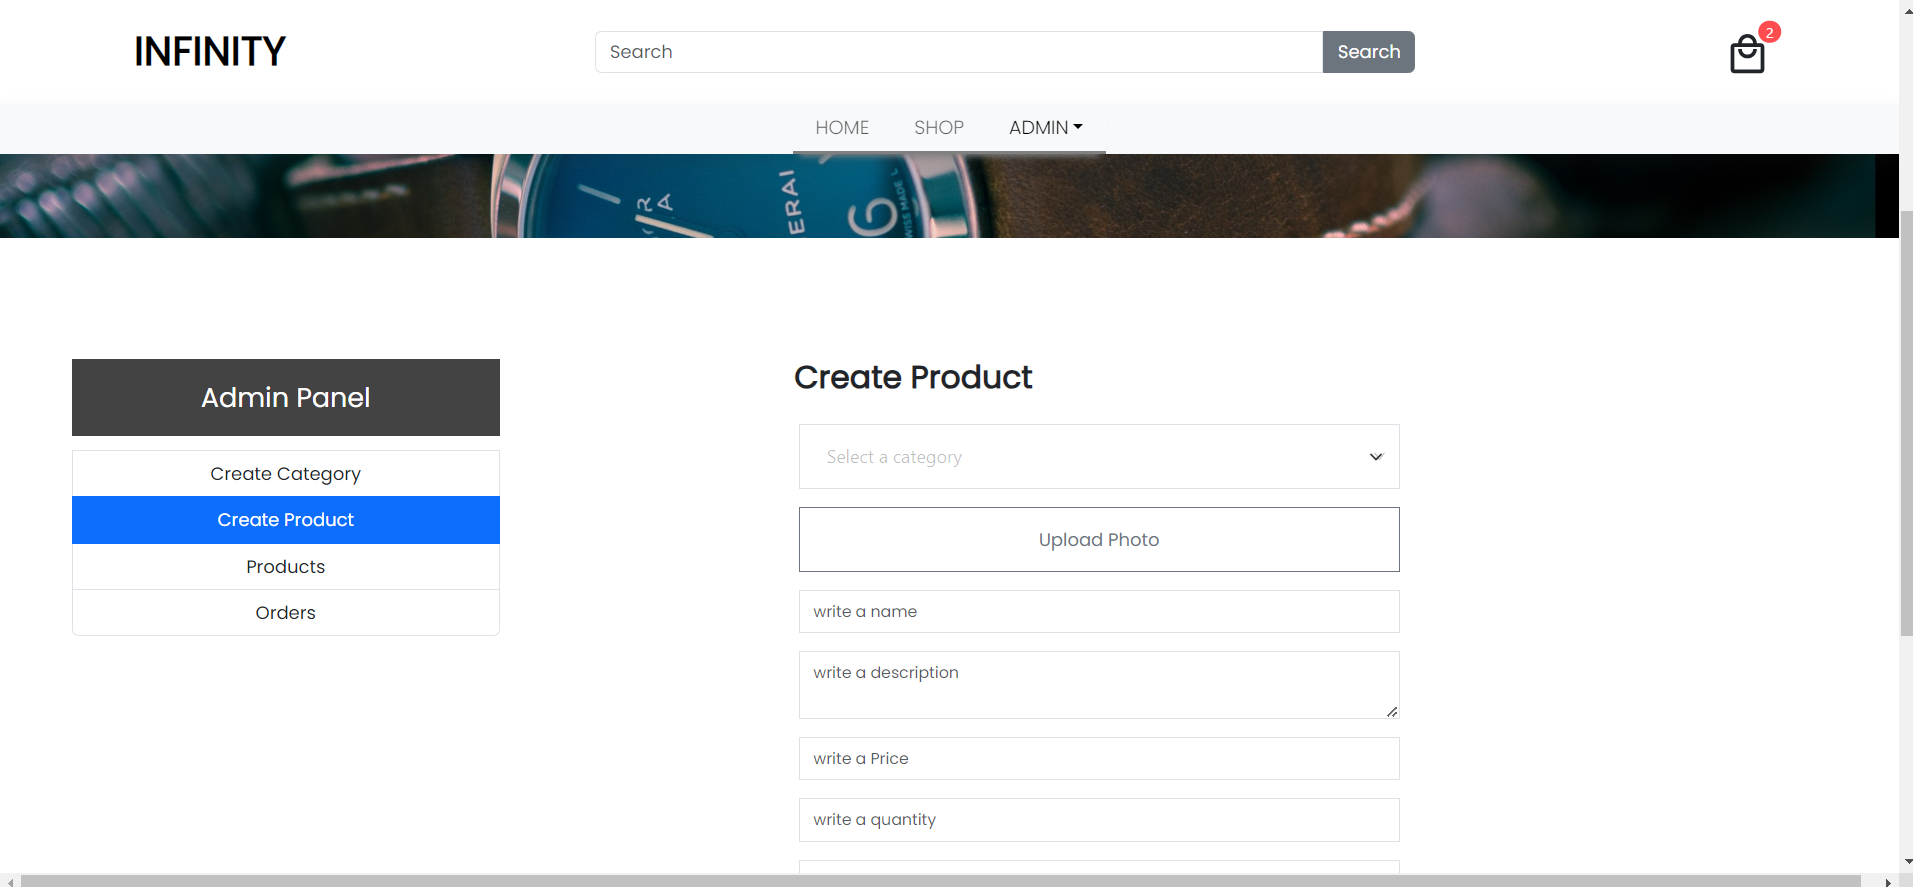 INFINITY
Search
Search
2
HOME
SHOP
ADMIN
RA
ERAI
6
SWISS MADE L
Admin Panel
Create Category
Create Product
Products
Orders
Create Product
Select a category
Upload Photo
write a name
write a description
write a Price
write a quantity